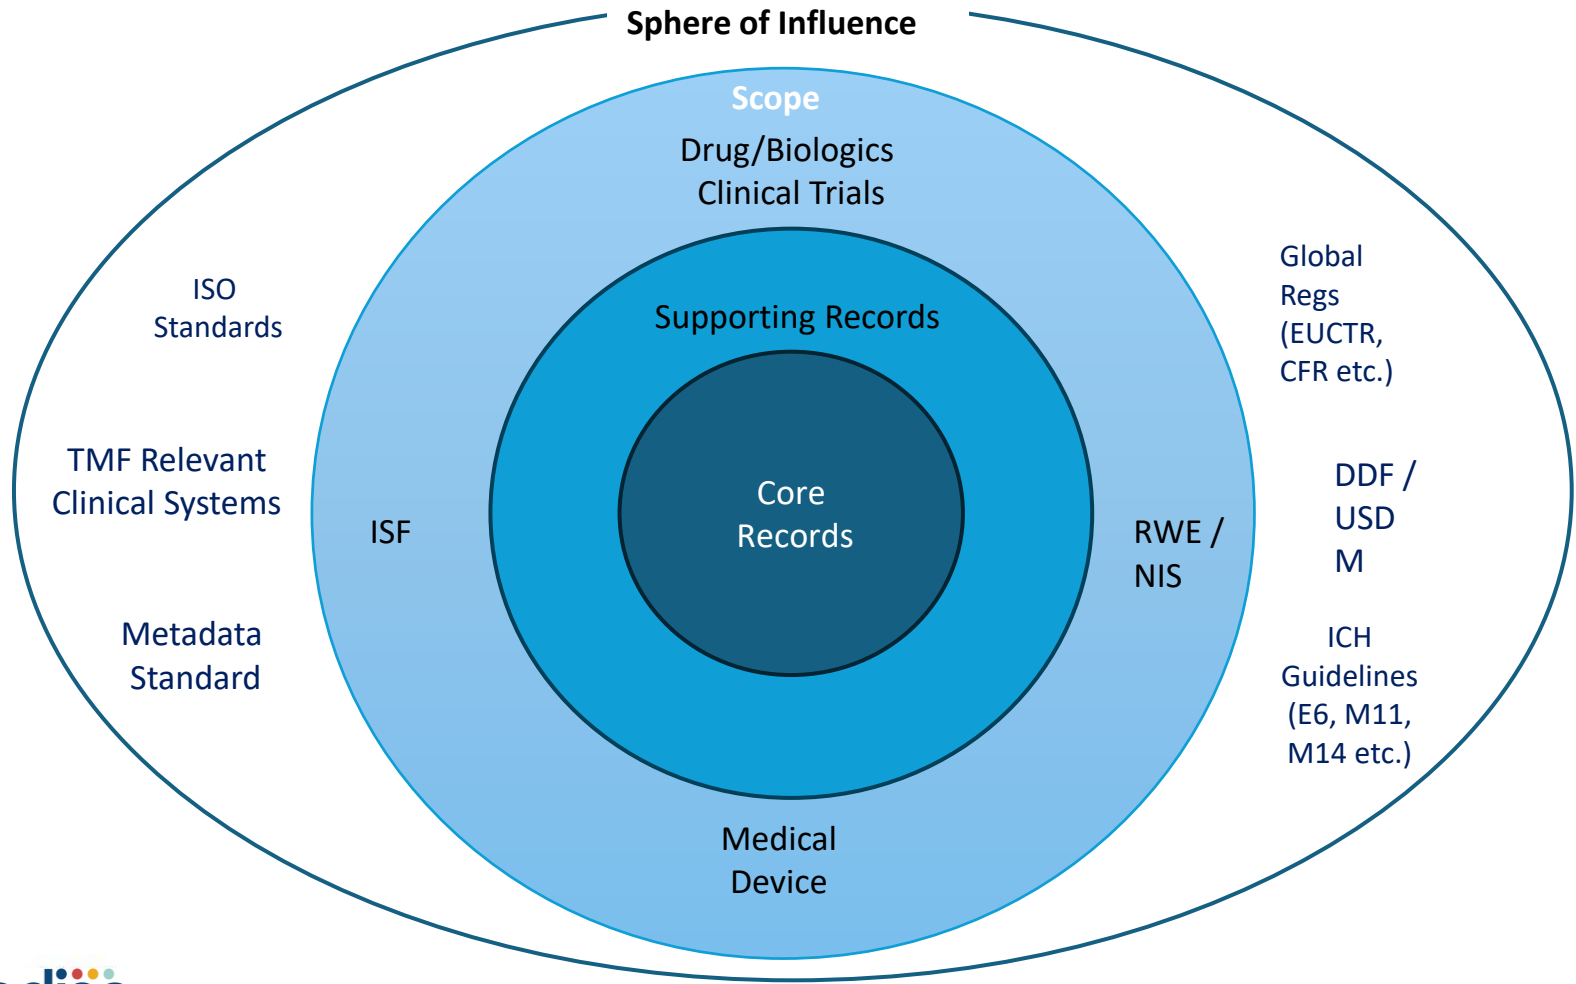 Sphere of Influence
Scope
Drug/Biologics
Clinical Trials
Supporting Records
Core
Records
ISO
Standards
TMF Relevant
Clinical Systems
Metadata
Standard
ISF
RWE /
NIS
Medical
Device
Global
Regs
(EUCTR,
CFR etc.)
DDF /
USD
M
ICH
Guidelines
(E6, M11,
M14 etc.)